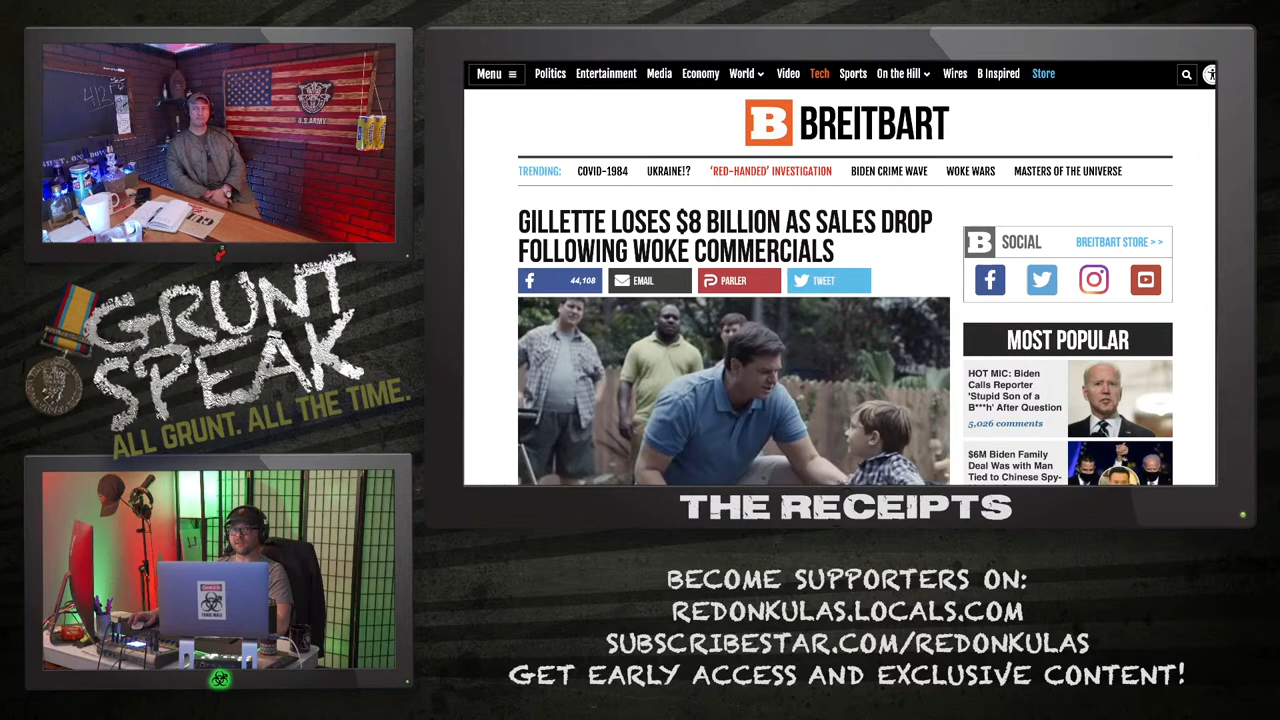 U.S. ARMY
GRUNT
SPEAK
ALL GRUNT. ALL THE TIME.
Menu
Politics Entertainment Media Economy World Video Tech Sports On the Hill Wires B Inspired Store
B BREITBART
TRENDING: COVID-1984 UKRAINE!? 'RED-HANDED' INVESTIGATION BIDEN CRIME WAVE WOKE WARS MASTERS OF THE UNIVERSE
GILLETTE LOSES $8 BILLION AS SALES DROP
FOLLOWING WOKE COMMERCIALS
44,108 EMAIL PARLER TWEET
B SOCIAL BREITBART STORE > >
MOST POPULAR
HOT MIC: Biden
Calls Reporter
'Stupid Son of a
B***h' After Question
5,026 comments
$6M Biden Family
Deal Was with Man
Tied to Chinese Spy-
THE RECEIPTS
BECOME SUPPORTERS ON:
REDONKULAS.LOCALS.COM
SUBSCRIBESTAR.COM/REDONKULAS
GET EARLY ACCESS AND EXCLUSIVE CONTENT!